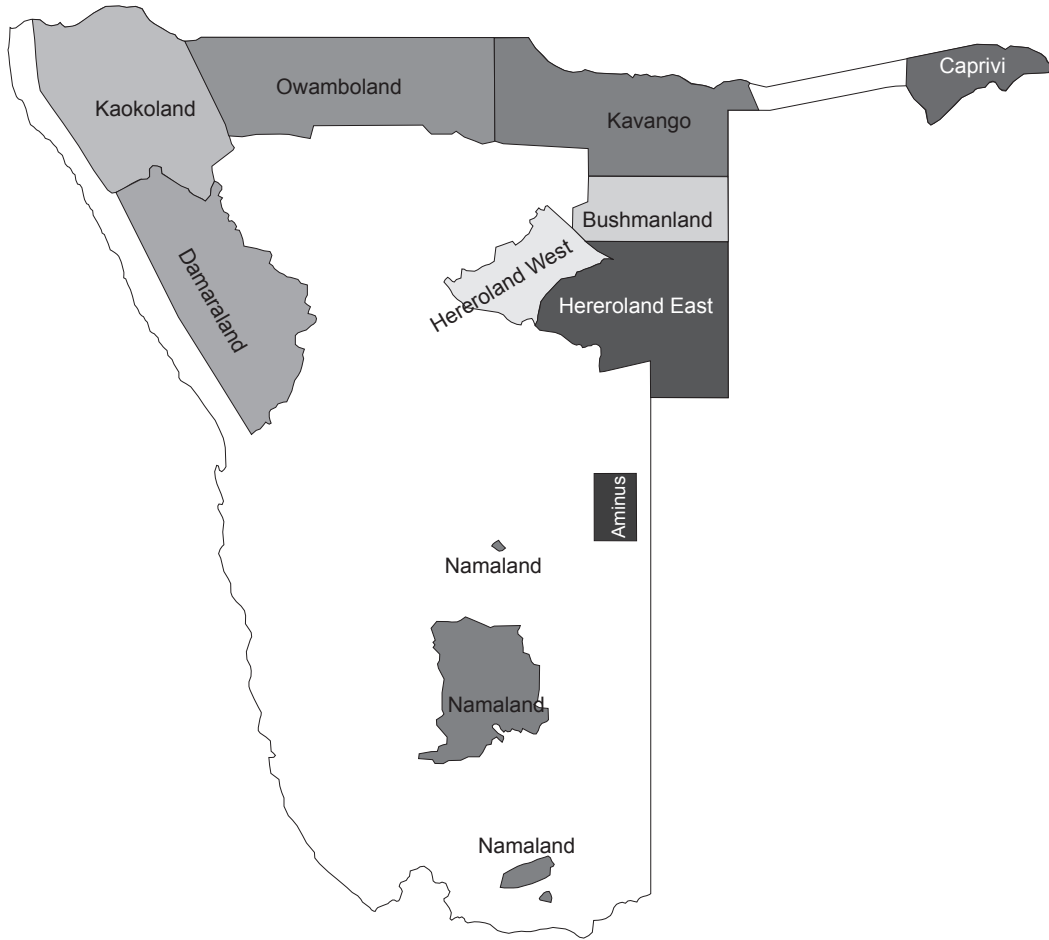 Caprivi
Owamboland
Kaokoland
Kavango
Bushmanland
Damaraland
Hereroland West
Hereroland East
Aminus
Namaland
Namaland
Namaland